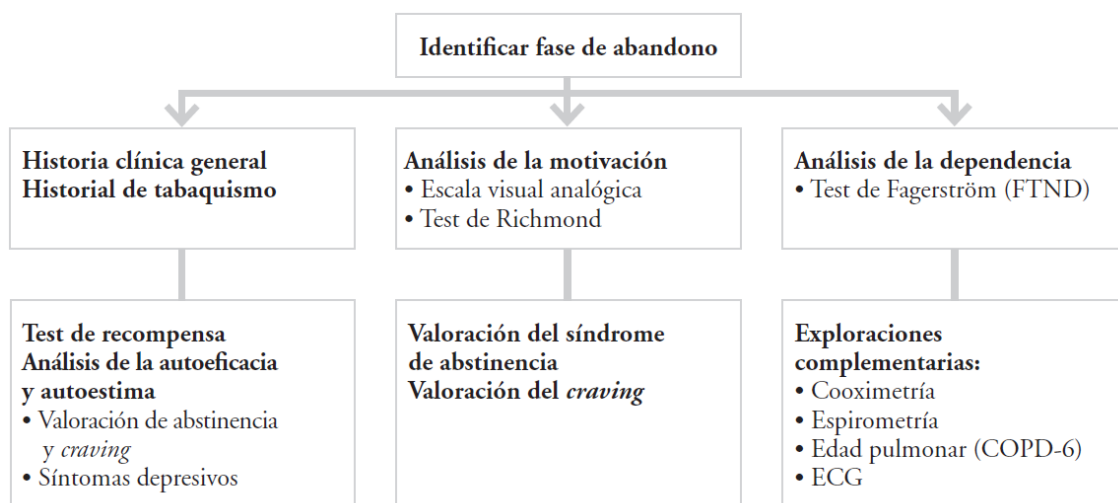 Identificar fase de abandono
Historia clínica general
Historial de tabaquismo
Análisis de la motivación
• Escala visual analógica
• Test de Richmond
Análisis de la dependencia
• Test de Fagerström (FTND)
Test de recompensa
Análisis de la autoeficacia
y autoestima
• Valoración de abstinencia
y craving
• Síntomas depresivos
Valoración del síndrome
de abstinencia
Valoración del craving
Exploraciones
complementarias:
• Cooximetría
• Espirometría
• Edad pulmonar (COPD-6)
• ECG